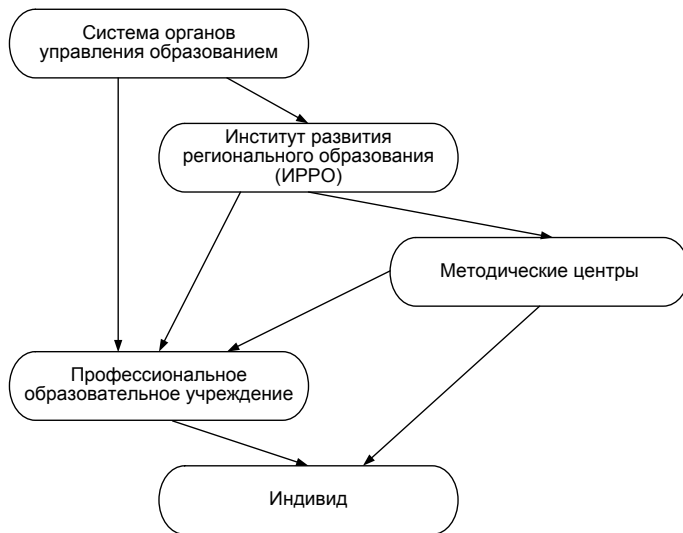 Система органов
управления образованием
Институт развития
регионального образования
(ИРРО)
Методические центры
Профессиональное
образовательное учреждение
Индивид